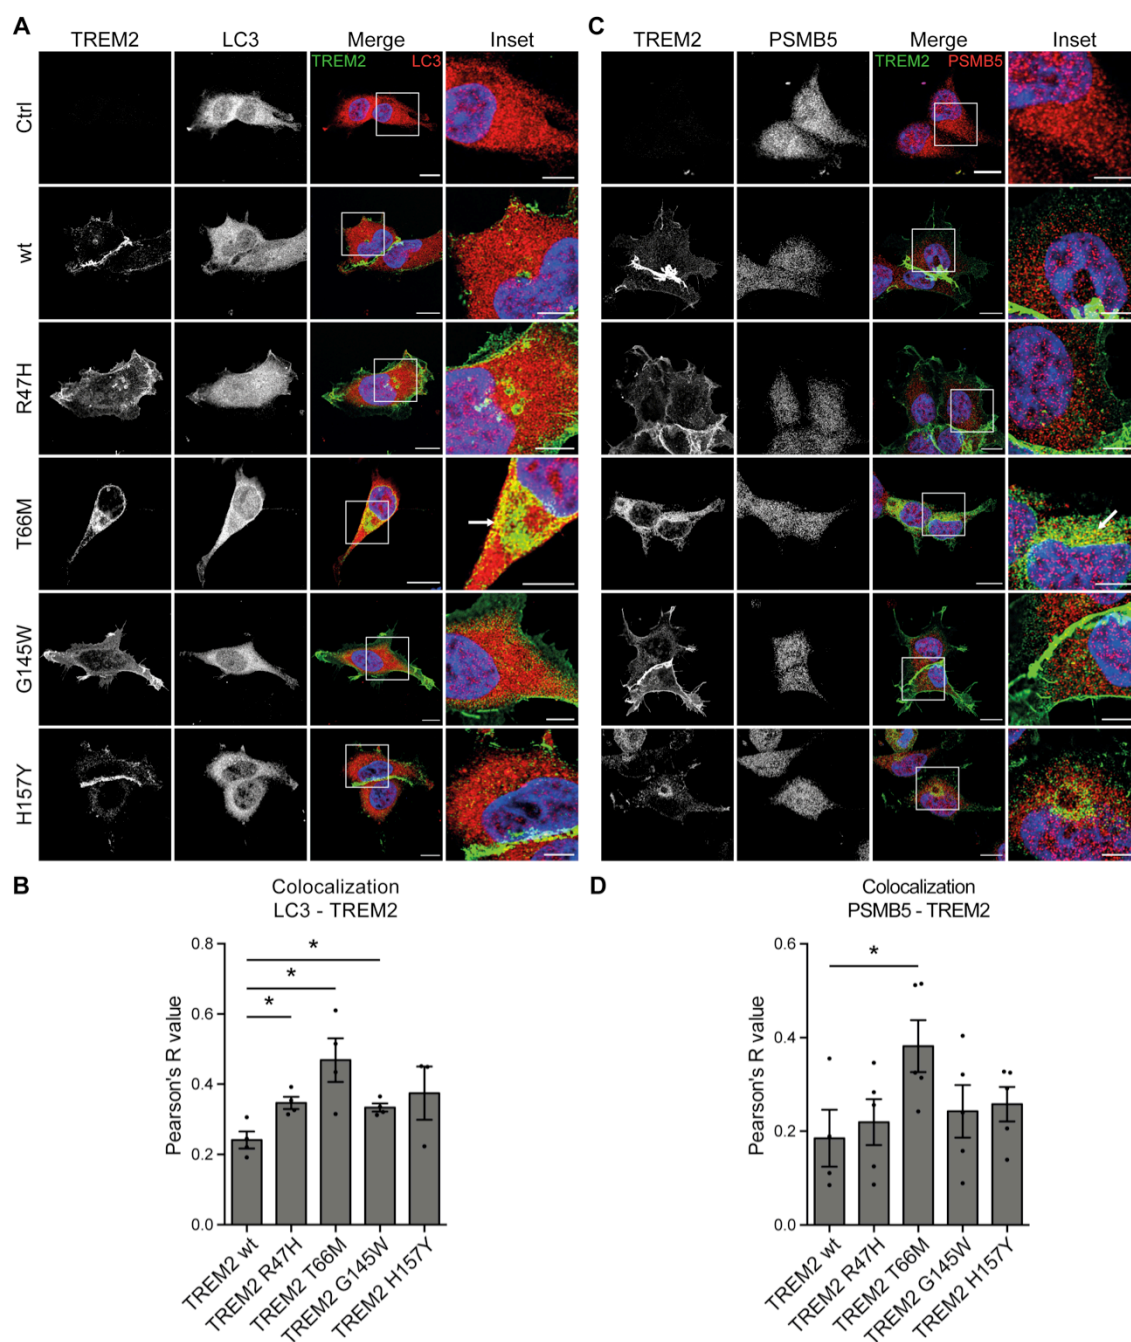 A
TREM2 LC3 Merge Inset
TREM2 LC3
Ctrl
wt
R47H
T66M
G145W
H157Y
C
TREM2 PSMB5 Merge Inset
TREM2 PSMB5
B
Colocalization
LC3 - TREM2
Pearson's R value
0.8
0.6
0.4
0.2
0.0
*
*
*
TREM2 wt
TREM2 R47H
TREM2 T66M
TREM2 G145W
TREM2 H157Y
D
Colocalization
PSMB5 - TREM2
Pearson's R value
0.6
0.4
0.2
0.0
*
TREM2 wt
TREM2 R47H
TREM2 T66M
TREM2 G145W
TREM2 H157Y